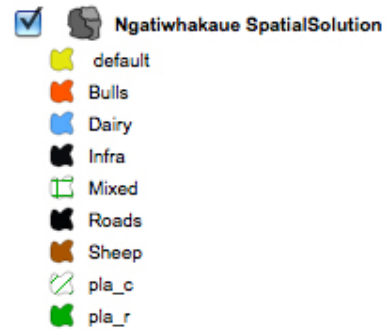 Ngatiwhakaue SpatialSolution
default
Bulls
Dairy
Infra
Mixed
Roads
Sheep
pla_c
pla_r